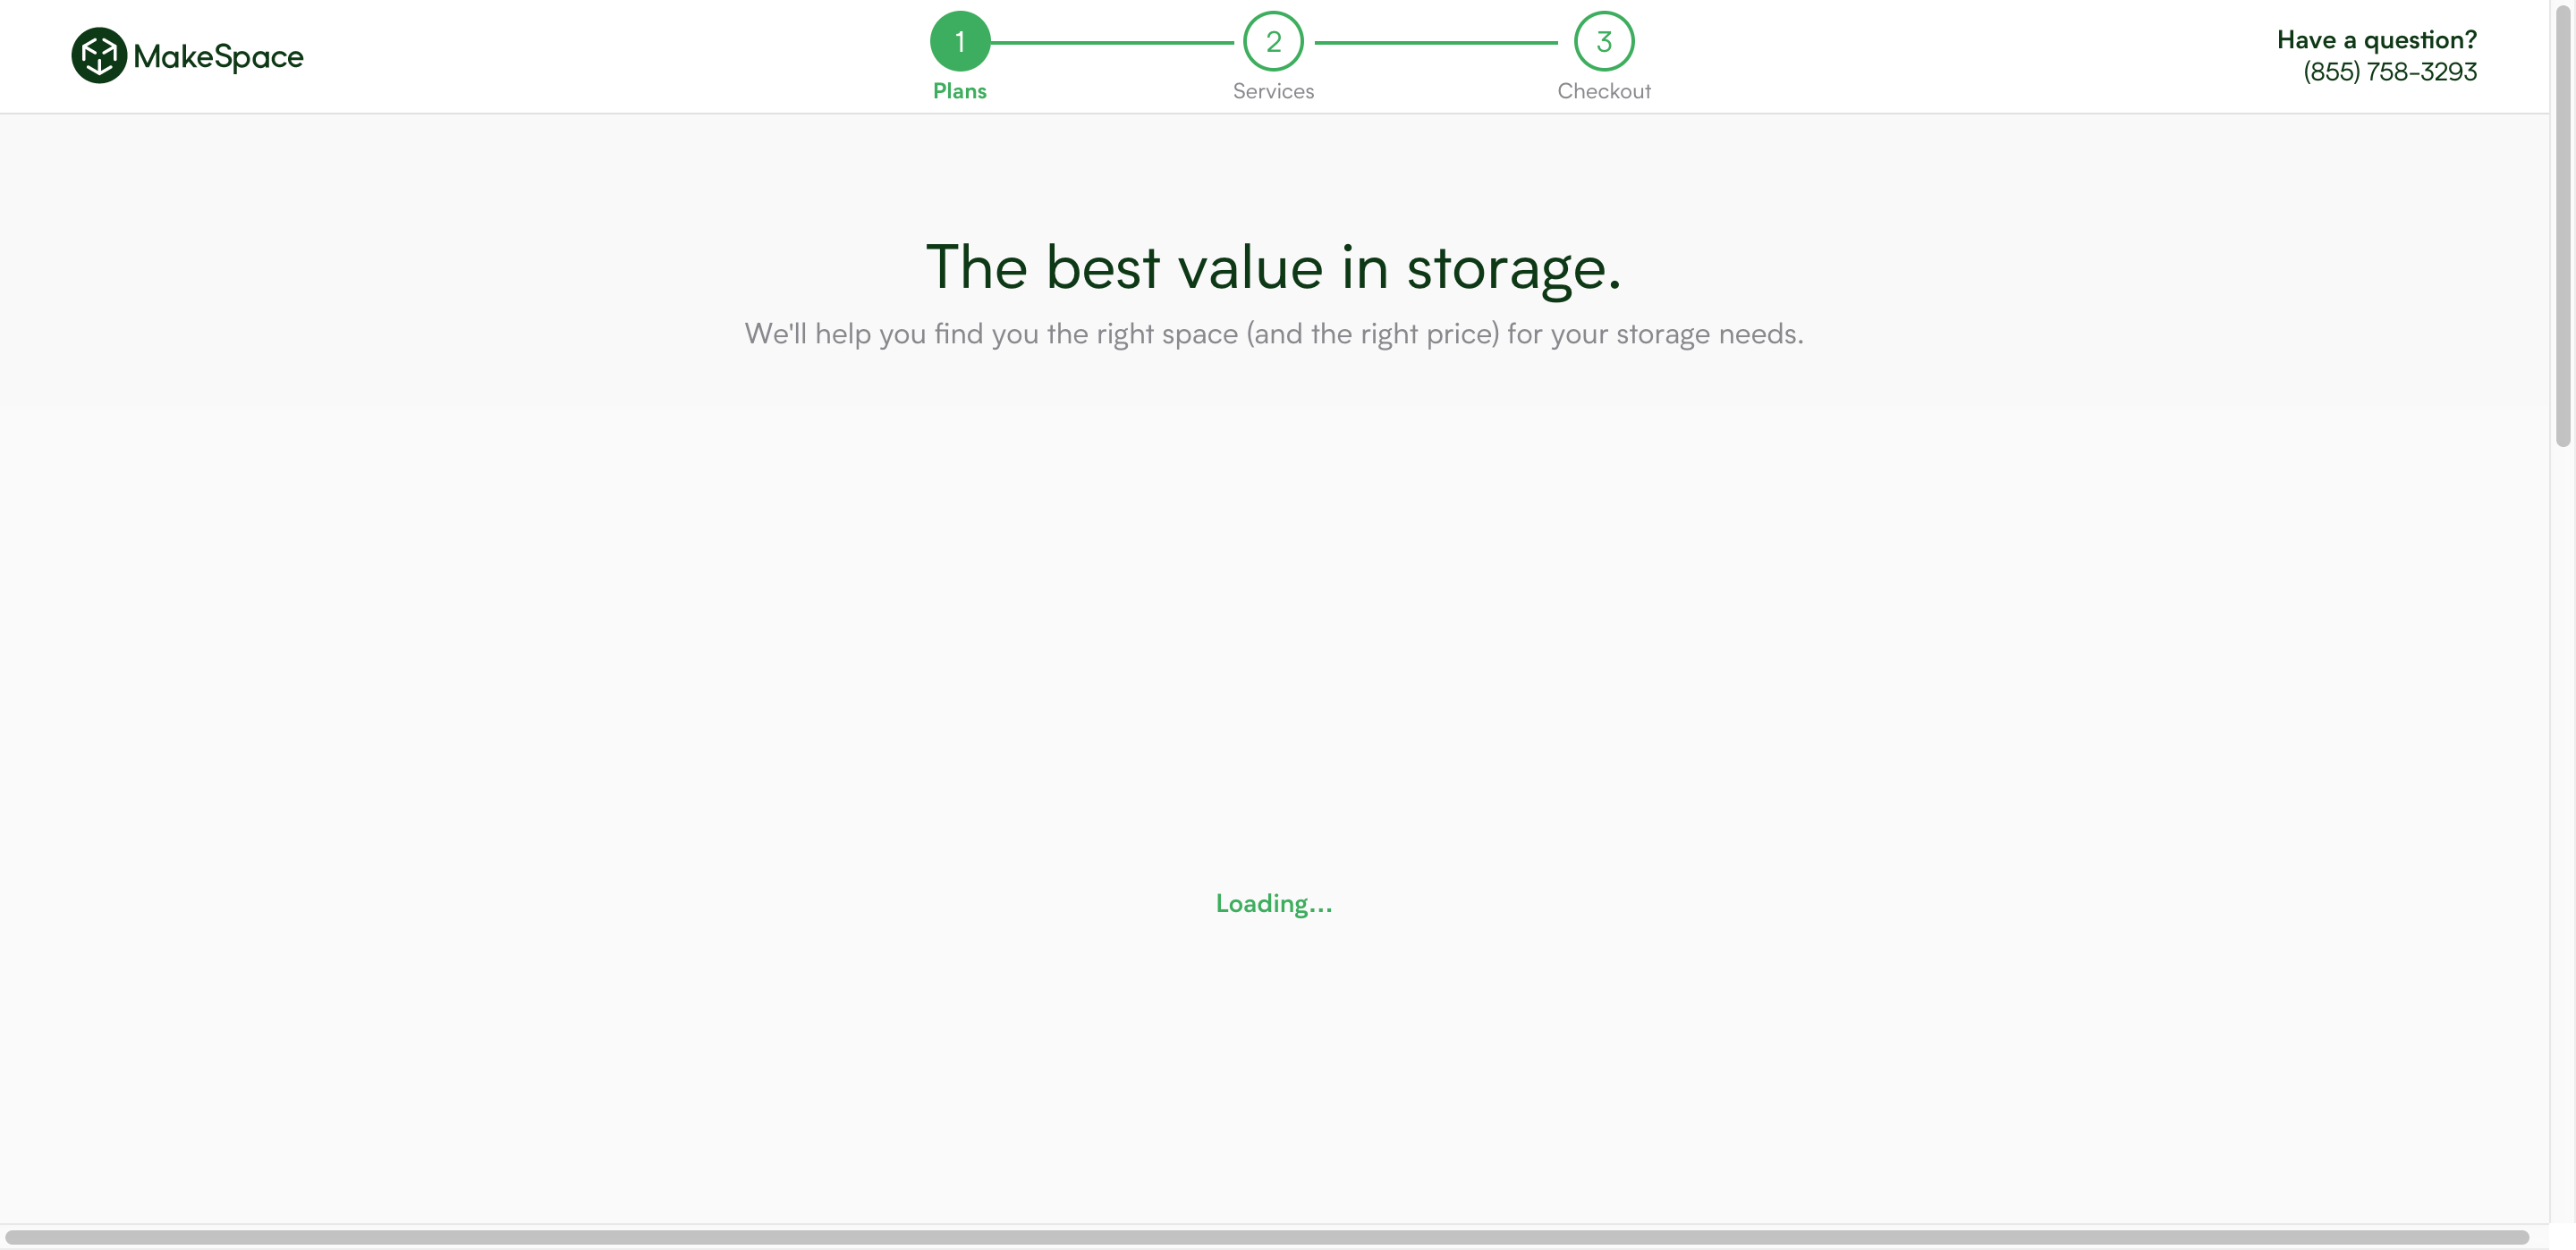 MakeSpace
1
Plans
2
Services
3
Checkout
Have a question?
(855) 758-3293
The best value in storage.
We'll help you find you the right space (and the right price) for your storage needs.
Loading...